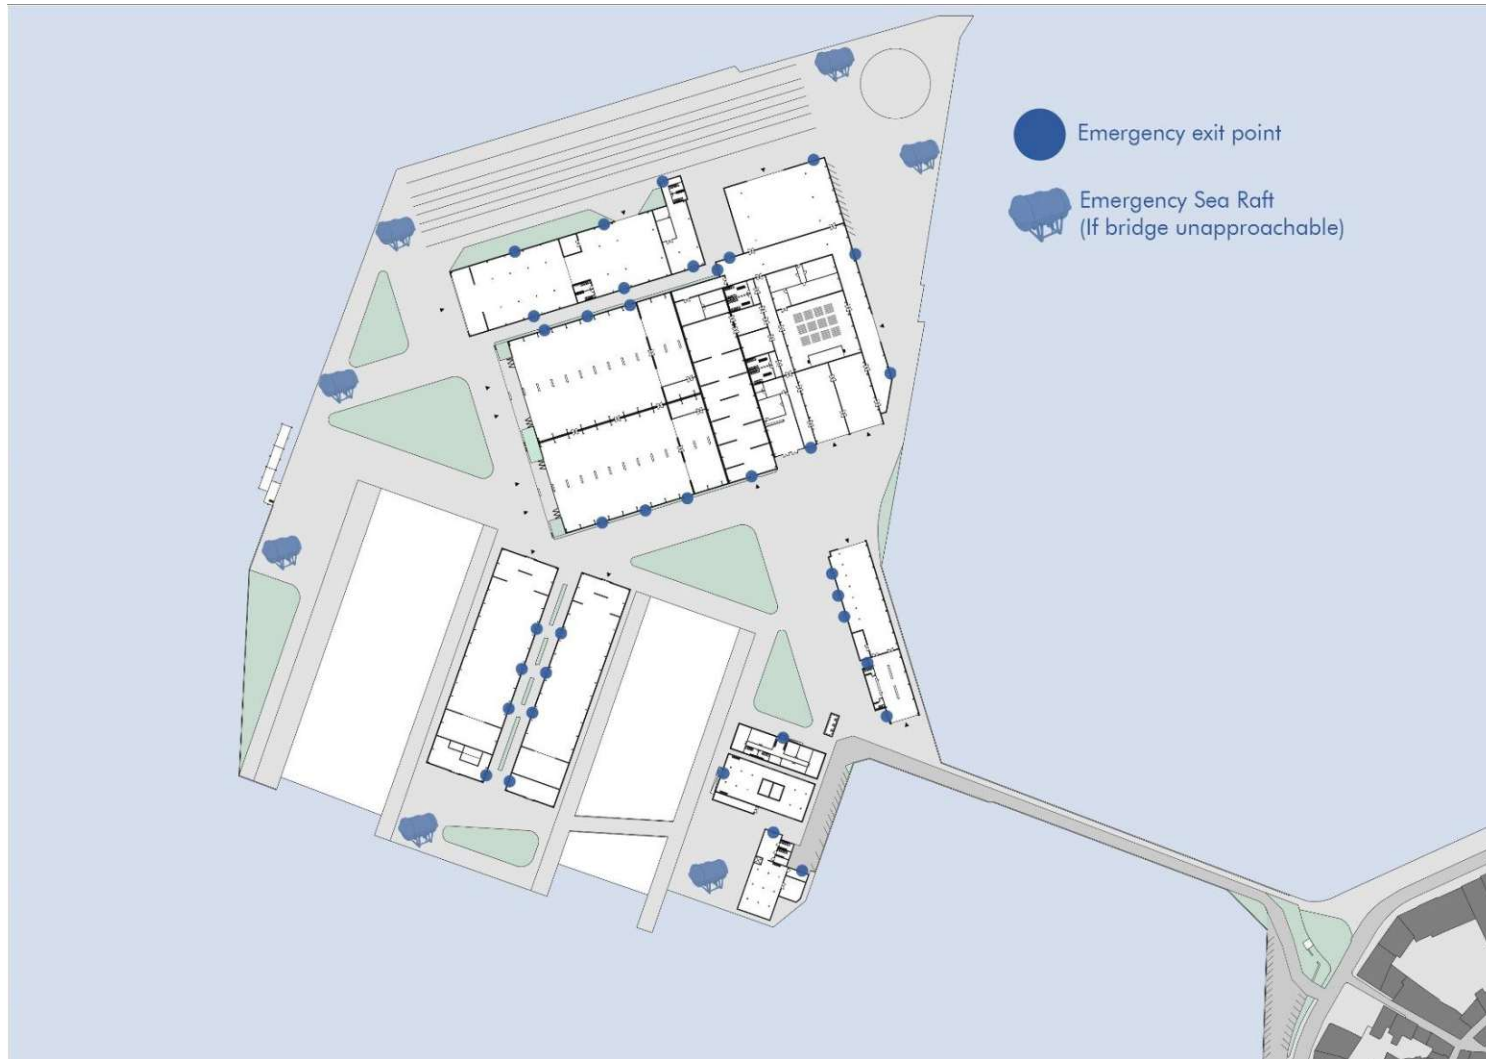 Emergency exit point
Emergency Sea Raft
(If bridge unapproachable)